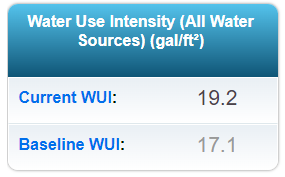 Water Use Intensity (All Water
Sources) (gal/ft²)
Current WUI: 19.2
Baseline WUI: 17.1